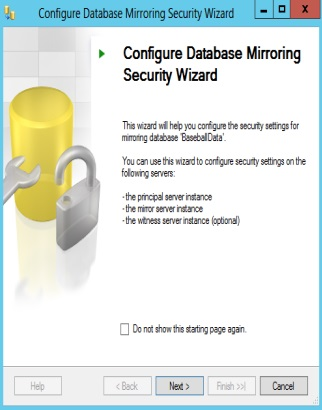 Configure Database Mirroring Security Wizard
x
Configure Database Mirroring
Security Wizard
This wizard will help you configure the security settings for
mirroring database 'BaseballData'.
You can use this wizard to configure security settings on the
following servers:
- the principal server instance
- the mirror server instance
- the witness server instance (optional)
Do not show this starting page again.
Help
< Back
Next >
Finish >>|
Cancel